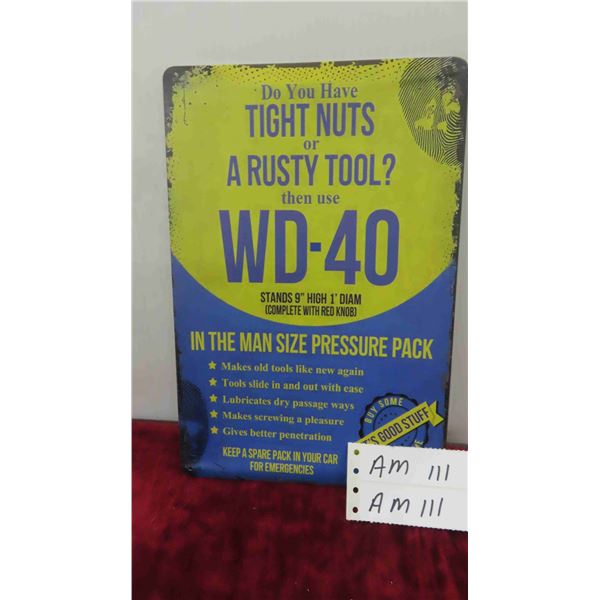 Do You Have
TIGHT NUTS
or
A RUSTY TOOL?
then use
WD-40
STANDS 9" HIGH 1' DIAM
(COMPLETE WITH RED KNOB)
IN THE MAN SIZE PRESSURE PACK
Makes old tools like new again
Tools slide in and out with ease
Lubricates dry passage ways
Makes screwing a pleasure
Gives better penetration
KEEP A SPARE PACK IN YOUR CAR
FOR EMERGENCIES
BUY SOME
IT'S GOOD STUFF
AM 111
AM 111